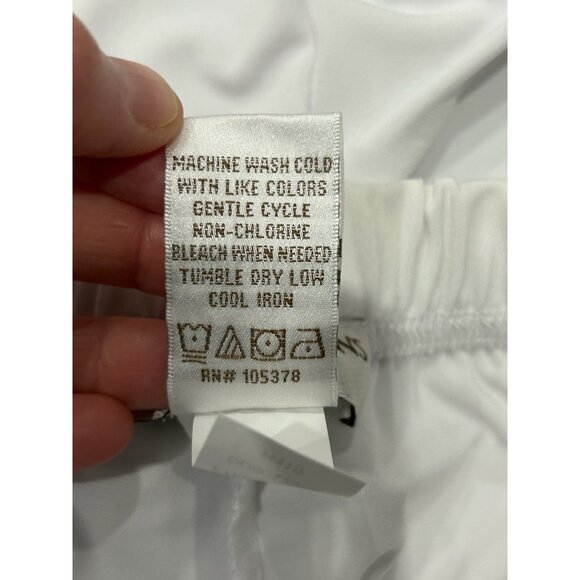 MACHINE WASH COLD
WITH LIKE COLORS
GENTLE CYCLE
NON-CHLORINE
BLEACH WHEN NEEDED
TUMBLE DRY LOW
COOL IRON
RN# 105378